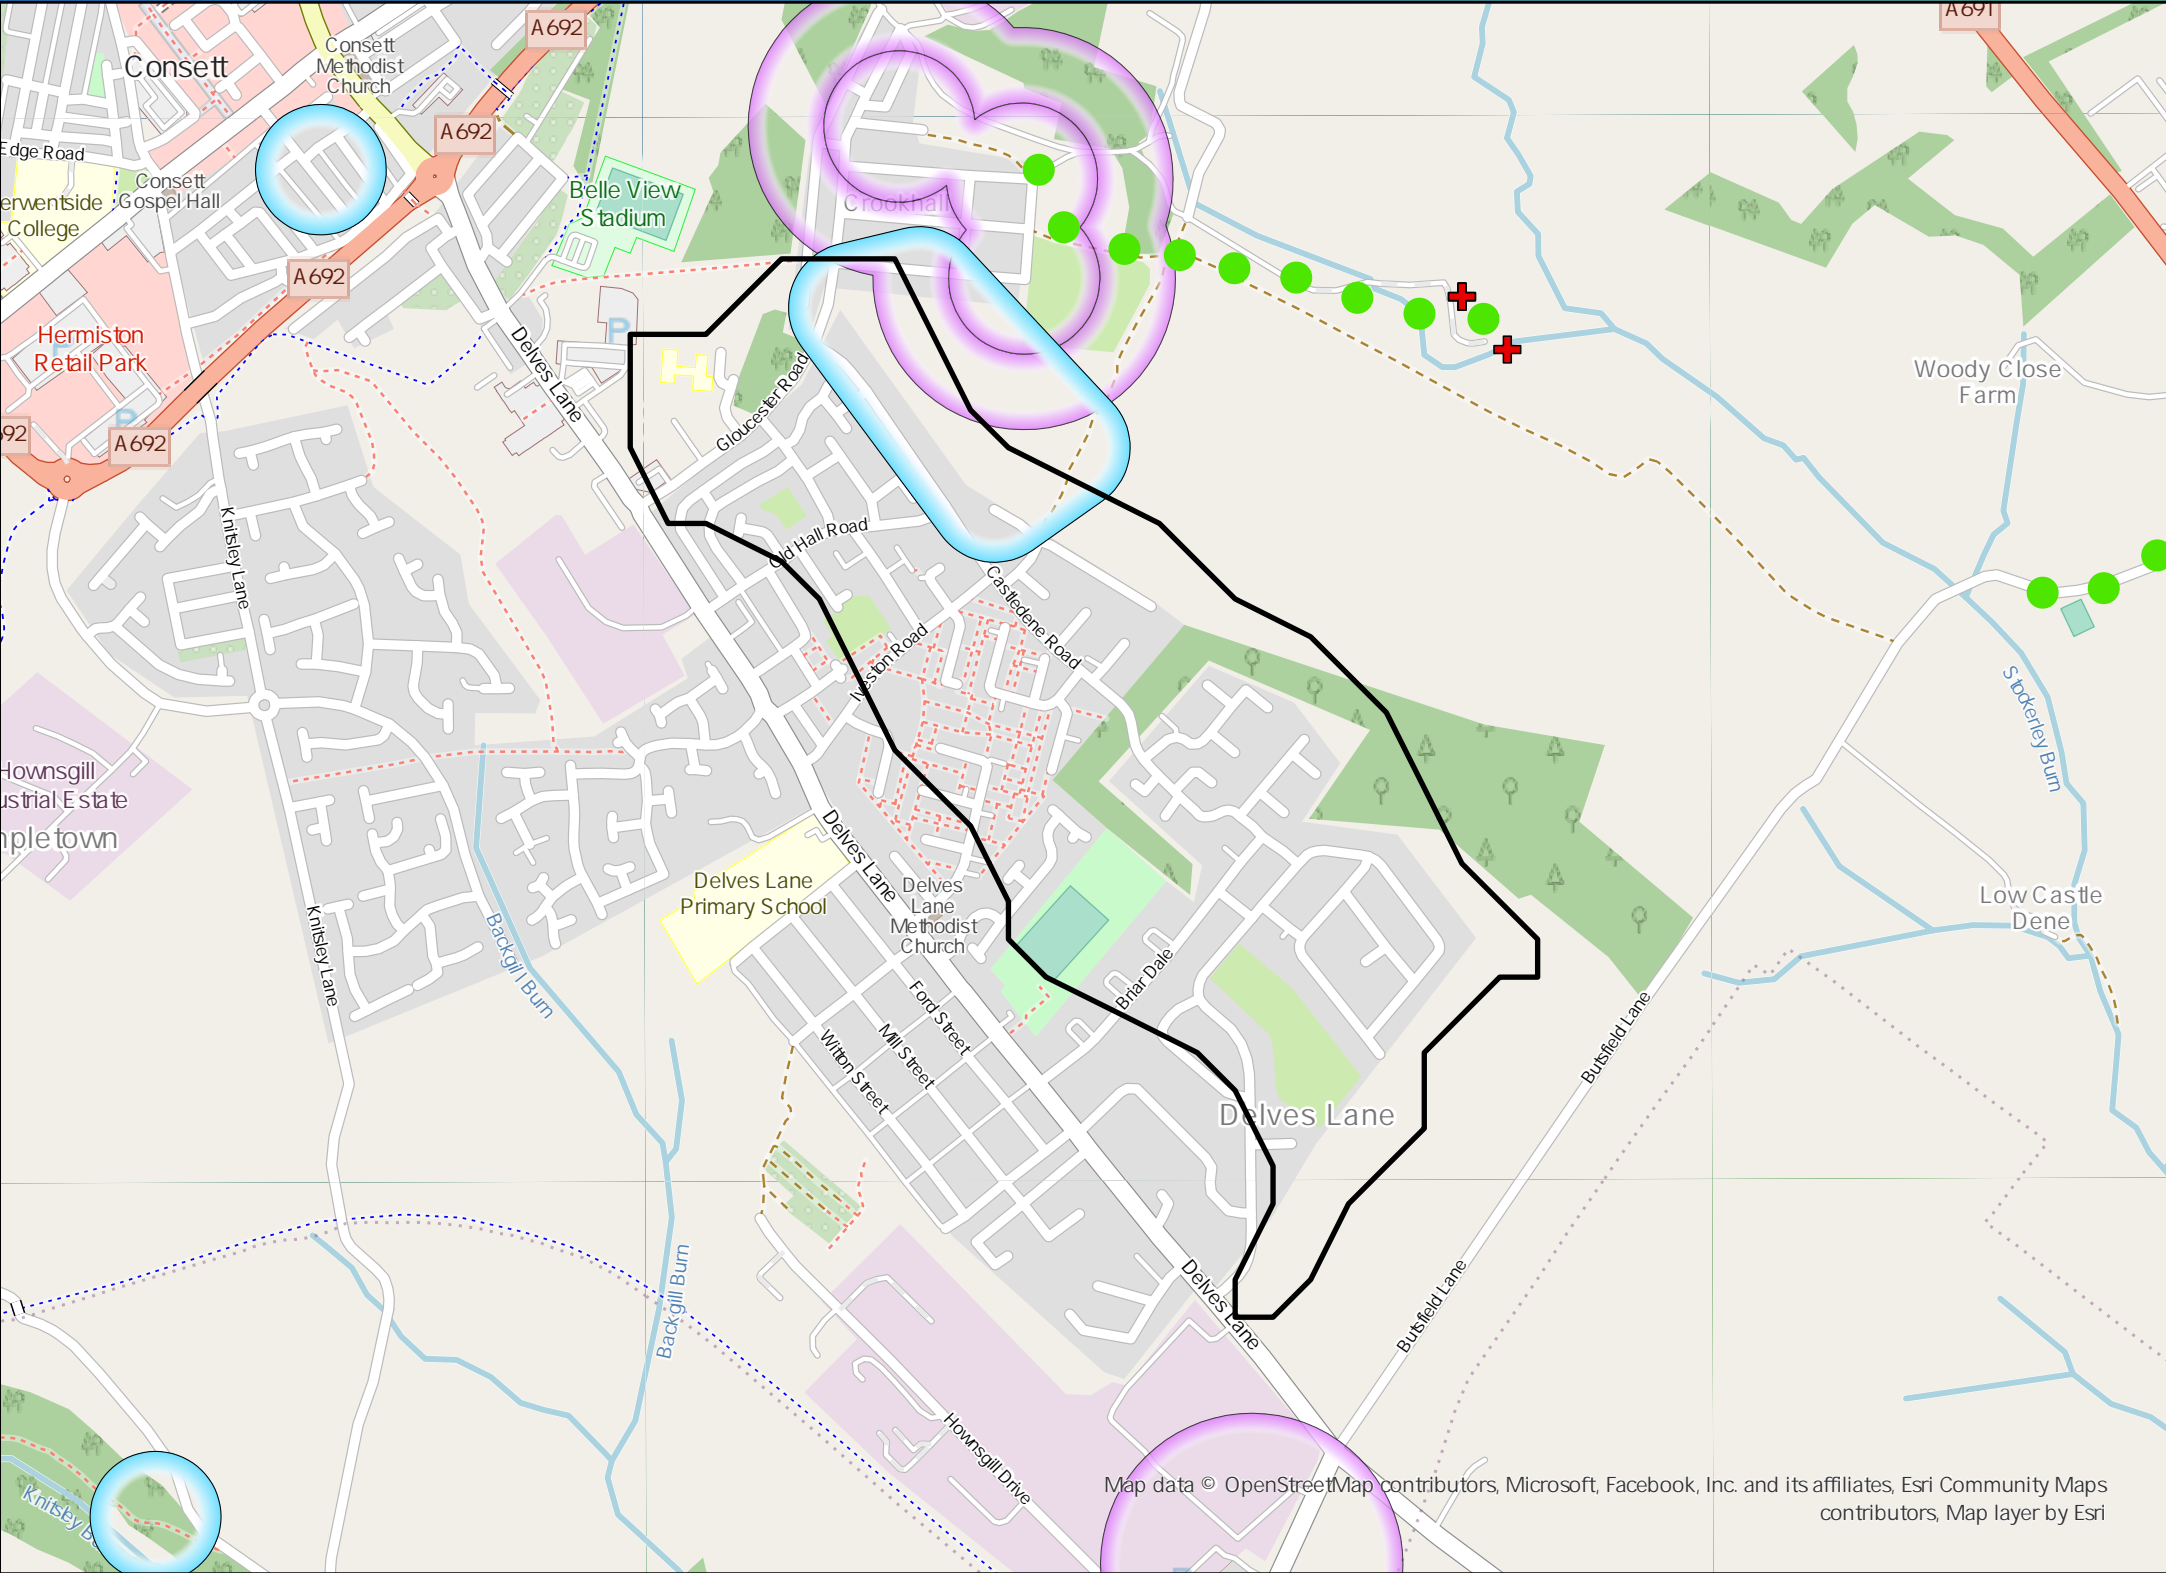 A692
A691
Consett
Consett
Methodist
Church
A692
Edge Road
Consett
Gospel Hall
erwentside
College
Belle View
Stadium
Crookhall
A692
Hermiston
Retail Park
P
P
Delves Lane
Gloucester Road
92
A692
P
Woody Close
Farm
Knitsley Lane
Old Hall Road
Castledene Road
Iveston Road
Stockerley Burn
Hownsgill
ustrial Estate
mpletown
Delves Lane
Delves Lane
Primary School
Delves
Lane
Methodist
Church
Low Castle
Dene
Knitsley Lane
Backgill Burn
Briar Dale
Ford Street
Mill Street
Witton Street
Butsfield Lane
Delves Lane
Backgill Burn
Delves Lane
Butsfield Lane
Hownsgill Drive
Map data © OpenStreetMap contributors, Microsoft, Facebook, Inc. and its affiliates, Esri Community Maps
contributors, Map layer by Esri